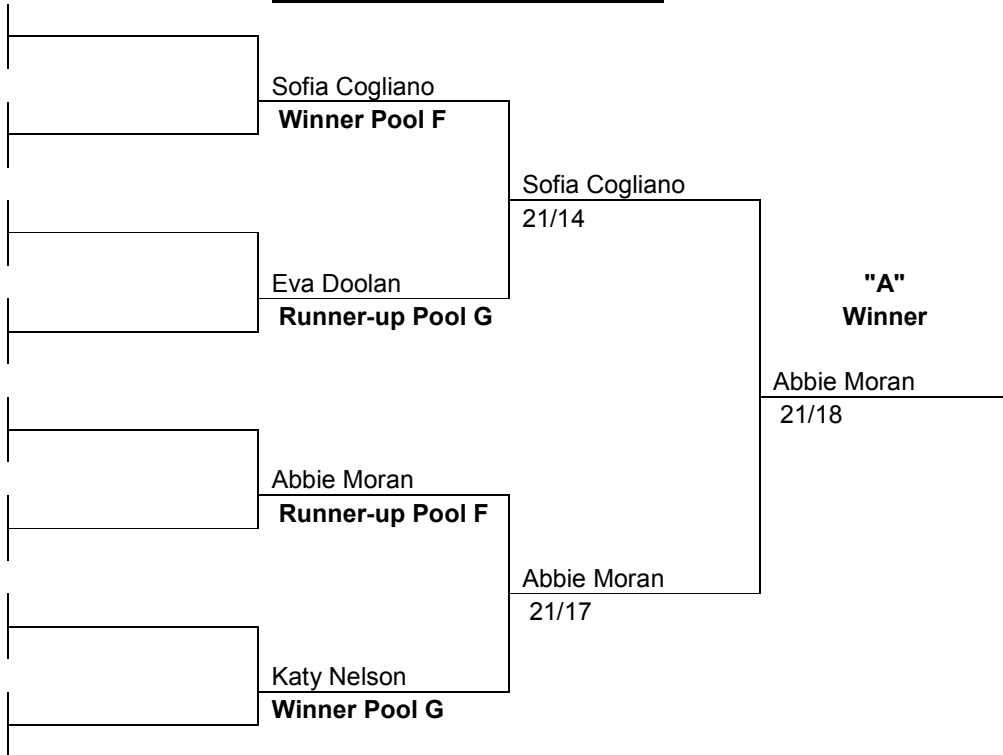 Sofia Cogliano
Winner Pool F
Sofia Cogliano
21/14
Eva Doolan
Runner-up Pool G
"A"
Winner
Abbie Moran
21/18
Abbie Moran
Runner-up Pool F
Abbie Moran
21/17
Katy Nelson
Winner Pool G